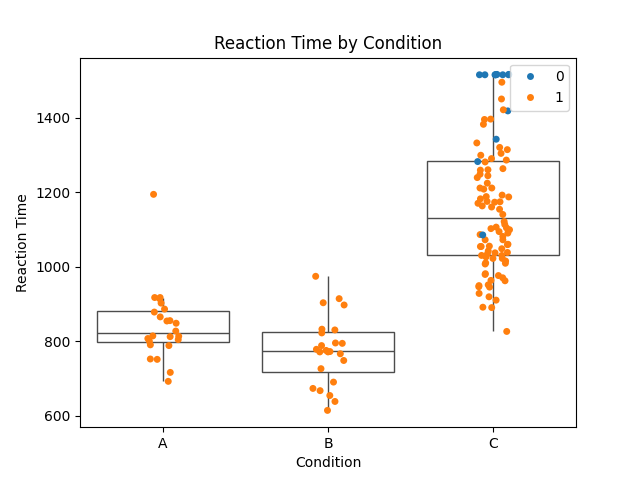 Reaction Time by Condition
0
1
1400
1200
1000
800
600
Reaction Time
A
B
C
Condition